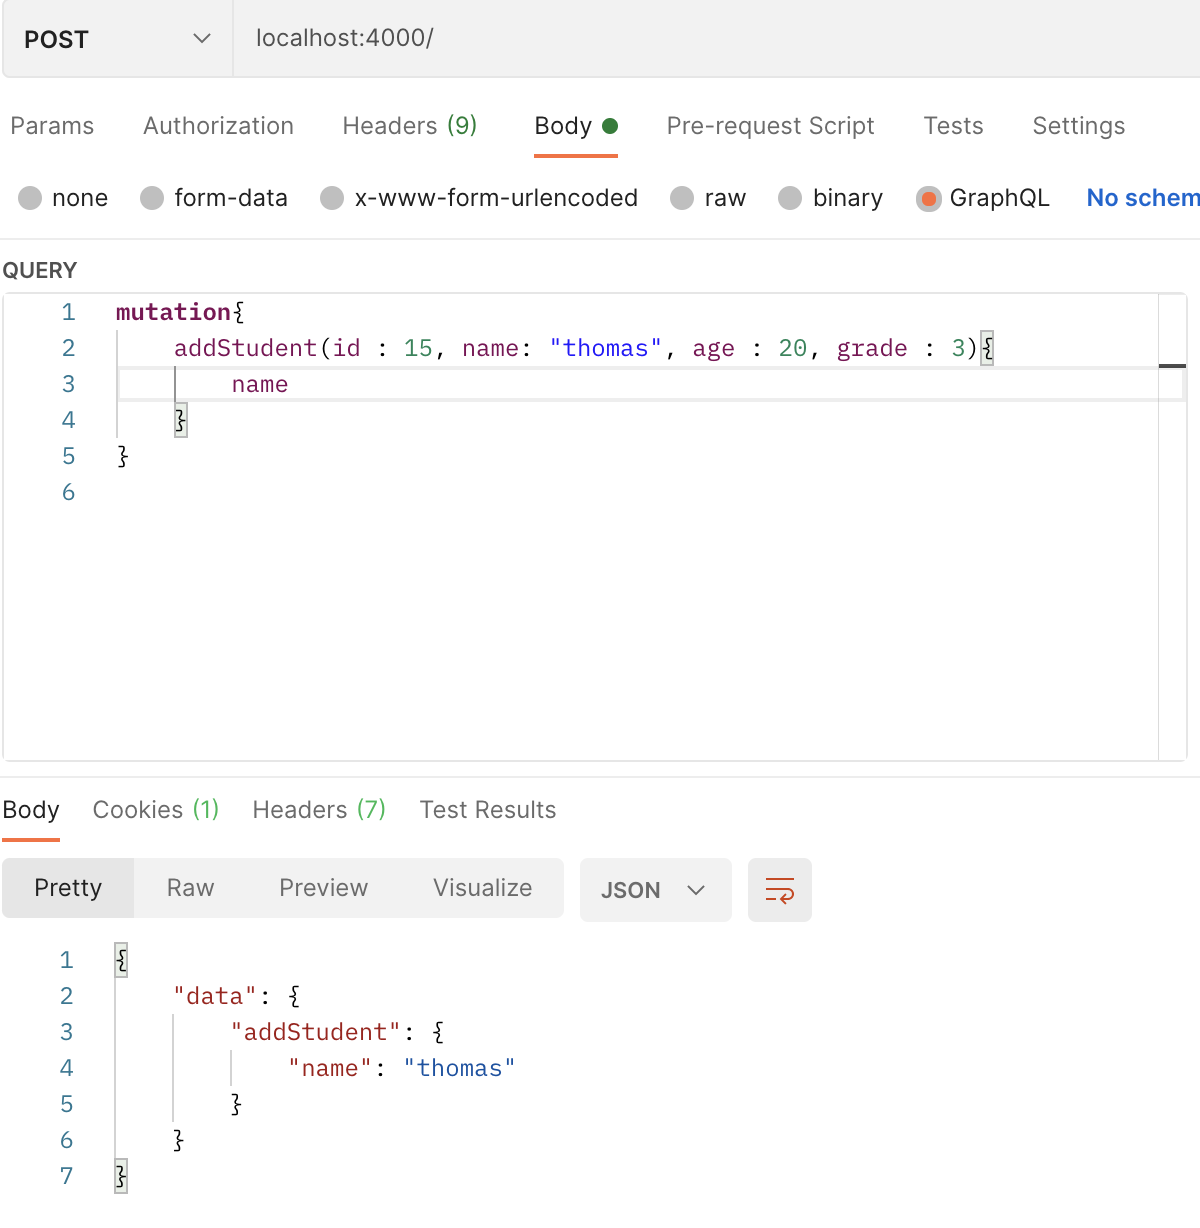 POST localhost:4000/
Params Authorization Headers (9) Body Pre-request Script Tests Settings
none form-data x-www-form-urlencoded raw binary GraphQL No schem
QUERY
1 mutation{
2 addStudent(id : 15, name: "thomas", age : 20, grade : 3){
3 name
4 }
5 }
6
Body Cookies (1) Headers (7) Test Results
Pretty Raw Preview Visualize JSON
1 {
2 "data": {
3 "addStudent": {
4 "name": "thomas"
5 }
6 }
7 }